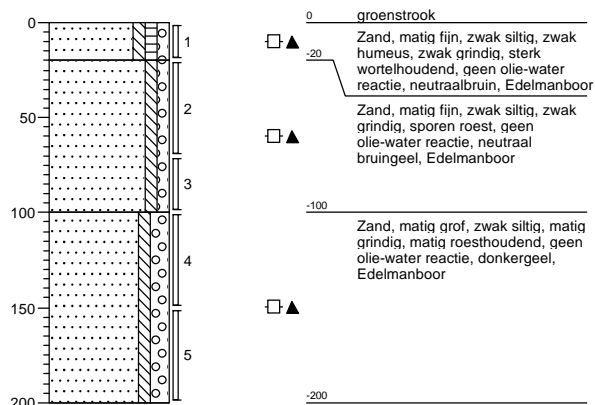 0
50
100
150
200
1
2
3
4
5
0
groenstrook
Zand, matig fijn, zwak siltig, zwak
humeus, zwak grindig, sterk
wortelhoudend, geen olie-water
reactie, neutraalbruin, Edelmanboor
-20
Zand, matig fijn, zwak siltig, zwak
grindig, sporen roest, geen
olie-water reactie, neutraal
bruingeel, Edelmanboor
-100
Zand, matig grof, zwak siltig, matig
grindig, matig roesthoudend, geen
olie-water reactie, donkergeel,
Edelmanboor
-200